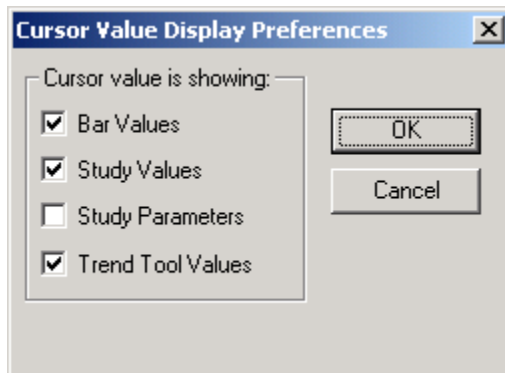 Cursor Value Display Preferences
Cursor value is showing:
Bar Values
Study Values
Study Parameters
Trend Tool Values
OK
Cancel